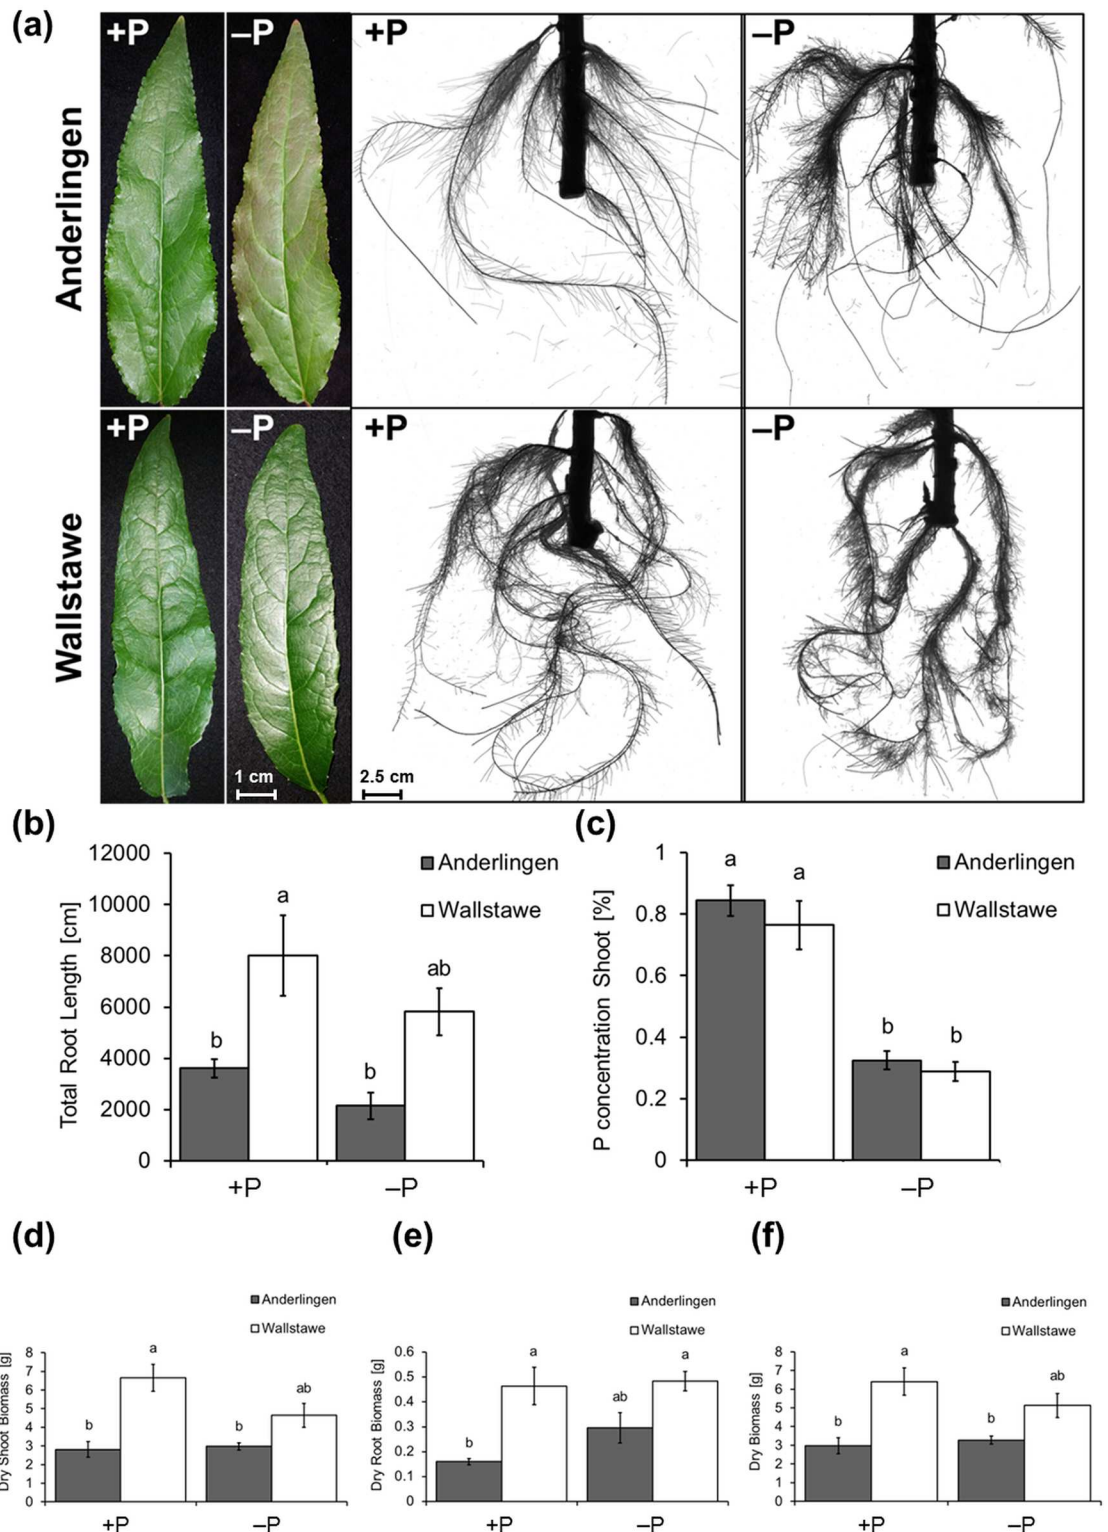 (a)
+P
–P
+P
–P
Anderlingen
+P
–P
+P
–P
Wallstawe
1 cm
2.5 cm
(b)
12000
10000
8000
6000
4000
2000
0
Total Root Length [cm]
Anderlingen
Wallstawe
b
a
b
ab
+P
–P
(c)
1
0.8
0.6
0.4
0.2
0
P concentration Shoot [%]
Anderlingen
Wallstawe
a
a
b
b
+P
–P
(d)
Anderlingen
Wallstawe
8
7
6
5
4
3
2
1
0
Dry Shoot Biomass [g]
b
a
b
ab
+P
–P
(e)
Anderlingen
Wallstawe
0.6
0.5
0.4
0.3
0.2
0.1
0
Dry Root Biomass [g]
b
a
ab
a
+P
–P
(f)
Anderlingen
Wallstawe
8
7
6
5
4
3
2
1
0
Dry Biomass [g]
b
a
b
ab
+P
–P